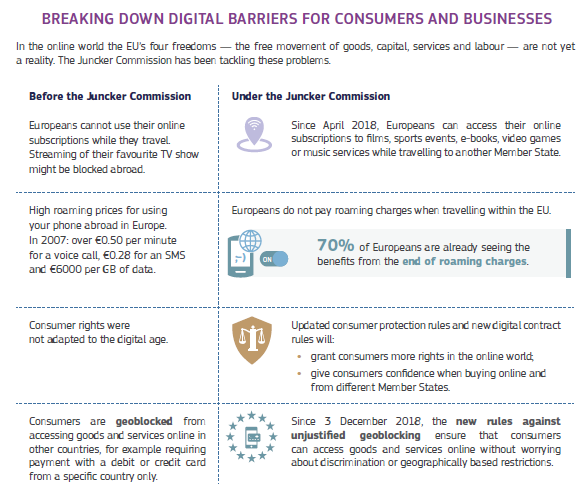 BREAKING DOWN DIGITAL BARRIERS FOR CONSUMERS AND BUSINESSES
In the online world the EU's four freedoms — the free movement of goods, capital, services and labour — are not yet
a reality. The Juncker Commission has been tackling these problems.
Before the Juncker Commission
Under the Juncker Commission
Europeans cannot use their online
subscriptions while they travel.
Streaming of their favourite TV show
might be blocked abroad.
Since April 2018, Europeans can access their online
subscriptions to films, sports events, e-books, video games
or music services while travelling to another Member State.
High roaming prices for using
your phone abroad in Europe.
In 2007: over €0.50 per minute
for a voice call, €0.28 for an SMS
and €6000 per GB of data.
Europeans do not pay roaming charges when travelling within the EU.
ON
70% of Europeans are already seeing the
benefits from the end of roaming charges.
Consumer rights were
not adapted to the digital age.
Updated consumer protection rules and new digital contract
rules will:
• grant consumers more rights in the online world;
• give consumers confidence when buying online and
from different Member States.
Consumers are geoblocked from
accessing goods and services online in
other countries, for example requiring
payment with a debit or credit card
from a specific country only.
Since 3 December 2018, the new rules against
unjustified geoblocking ensure that consumers
can access goods and services online without worrying
about discrimination or geographically based restrictions.